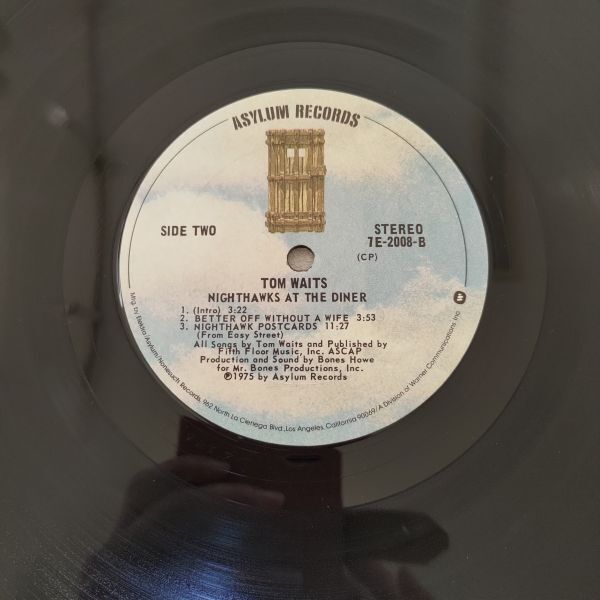 ASYLUM RECORDS
SIDE TWO
STEREO
7E-2008-B
(CP)
TOM WAITS
NIGHTHAWKS AT THE DINER
1. (Intro) 3:22
2. BETTER OFF WITHOUT A WIFE 3:53
3. NIGHTHAWK POSTCARDS 11:27
(From Easy Street)
All Songs by Tom Waits and Published by
Fifth Floor Music, Inc. ASCAP
Production and Sound by Bones Howe
for Mr. Bones Productions, Inc.
℗1975 by Asylum Records
Mfg. by Elektra/Asylum/Nonesuch Records, 962 North La Cienega Blvd., Los Angeles, California 90069/A Division of Warner Communications Inc.